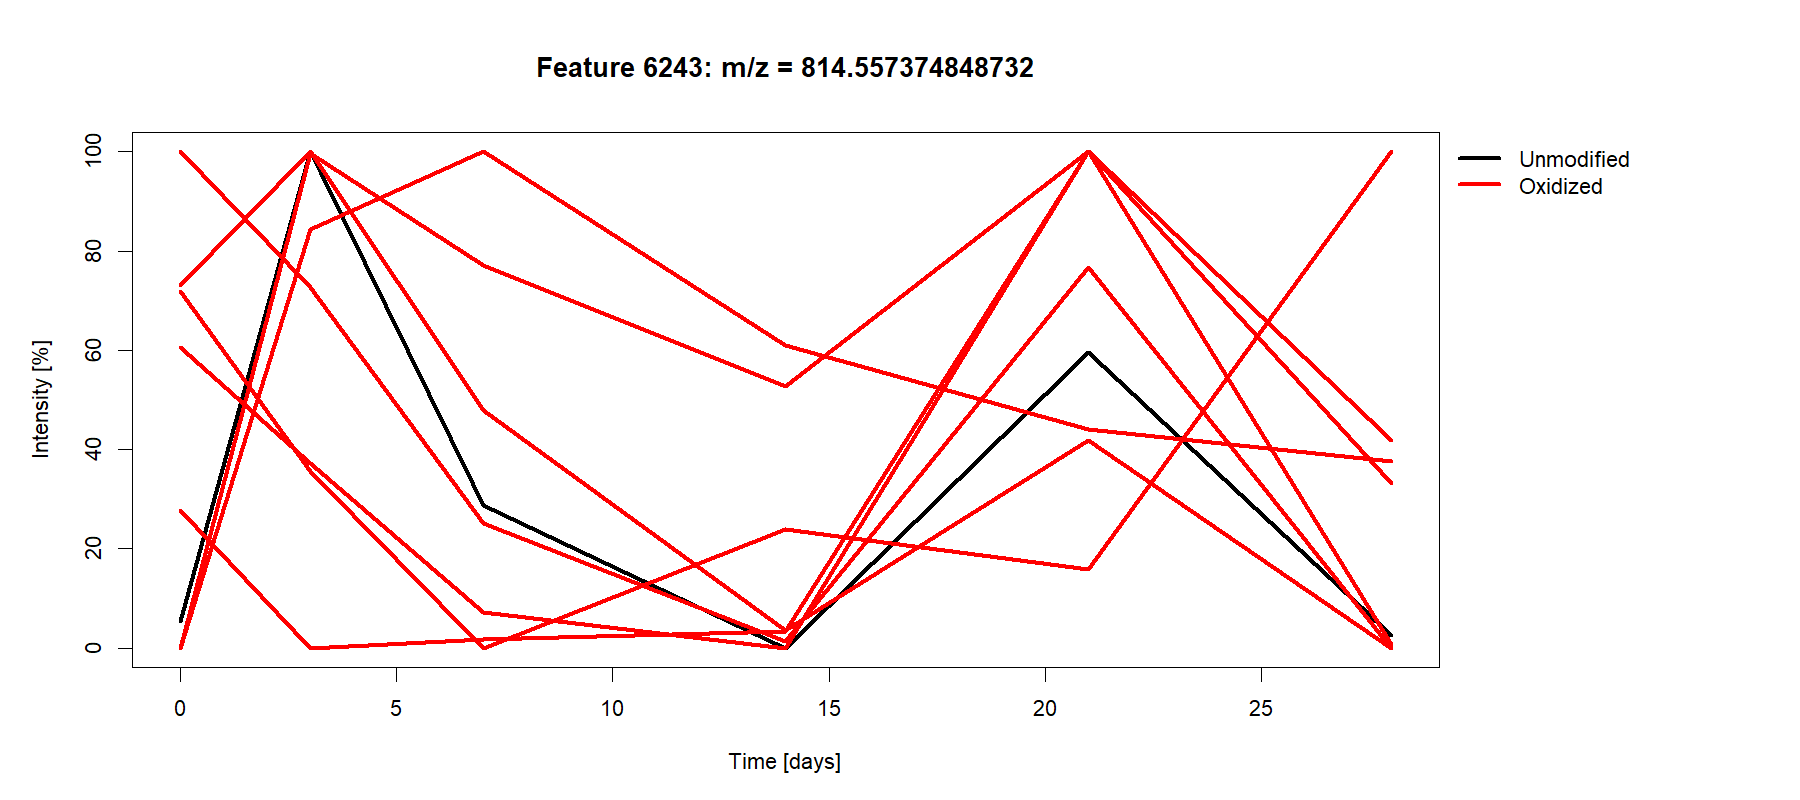 Feature 6243: m/z = 814.557374848732
Unmodified
Oxidized
100
80
60
40
20
0
Intensity [%]
0 5 10 15 20 25
Time [days]